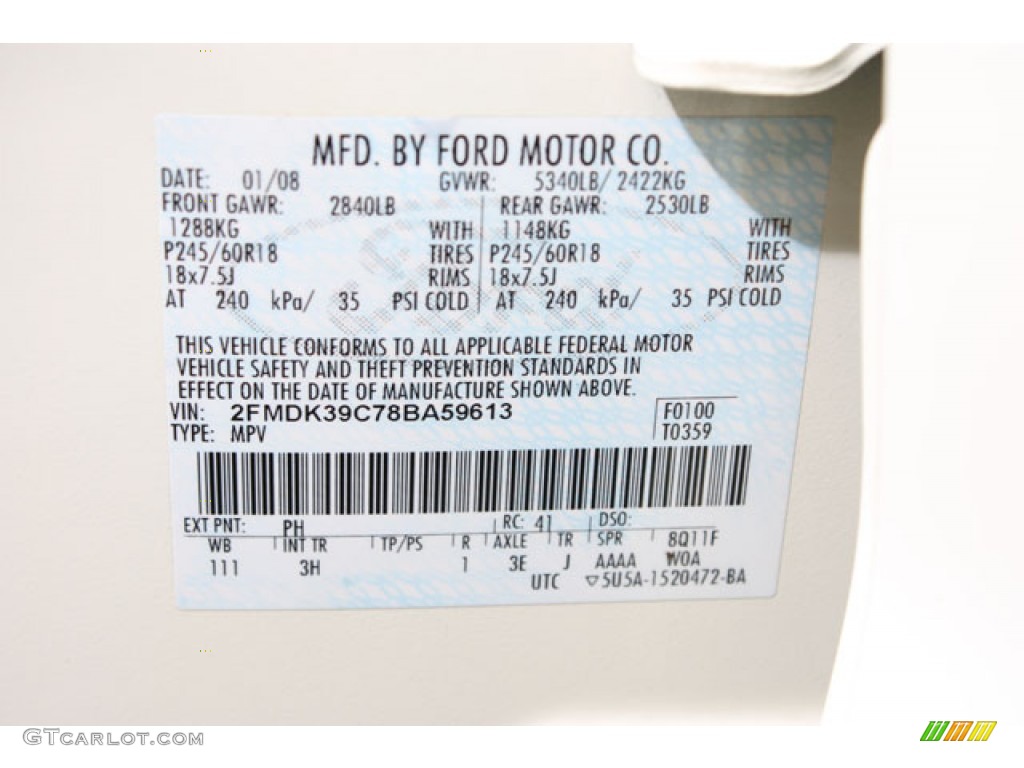 MFD. BY FORD MOTOR CO.
DATE: 01/08 GVWR: 5340LB/ 2422KG
FRONT GAWR: 2840LB REAR GAWR: 2530LB
1288KG WITH 1148KG WITH
P245/60R18 TIRES P245/60R18 TIRES
18x7.5J RIMS 18x7.5J RIMS
AT 240 kPa/ 35 PSI COLD AT 240 kPa/ 35 PSI COLD
THIS VEHICLE CONFORMS TO ALL APPLICABLE FEDERAL MOTOR
VEHICLE SAFETY AND THEFT PREVENTION STANDARDS IN
EFFECT ON THE DATE OF MANUFACTURE SHOWN ABOVE.
VIN: 2FMDK39C78BA59613 F0100
TYPE: MPV T0359
EXT PNT: PH RC: 41 DSO:
WB INT TR TP/PS R AXLE TR SPR 8Q11F
111 3H 1 3E J AAAA W0A
UTC ▽5U5A-1520472-BA
GTCARLOT.COM